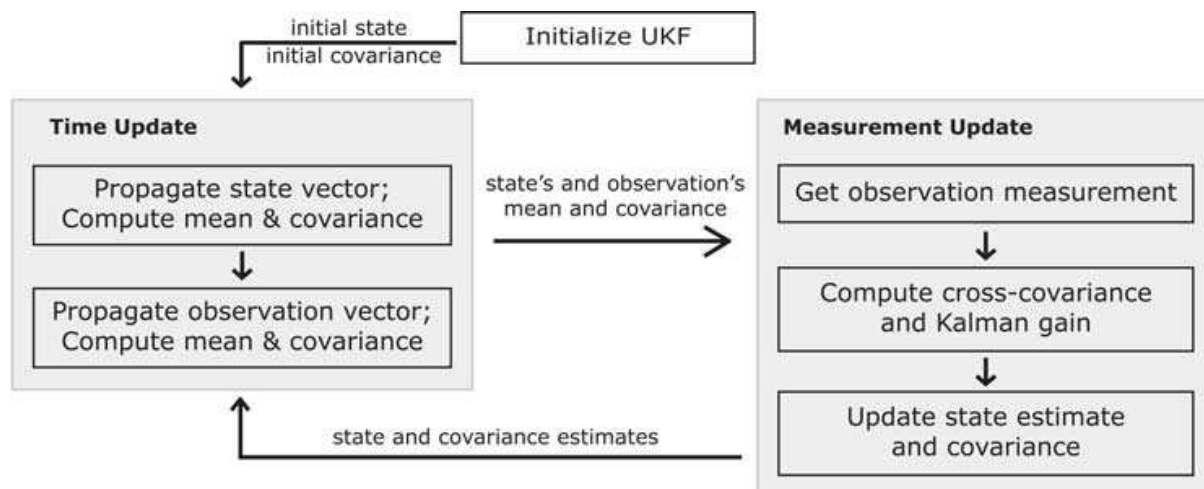 initial state
initial covariance
Initialize UKF
Time Update
Propagate state vector;
Compute mean & covariance
Propagate observation vector;
Compute mean & covariance
state's and observation's
mean and covariance
Measurement Update
Get observation measurement
Compute cross-covariance
and Kalman gain
Update state estimate
and covariance
state and covariance estimates